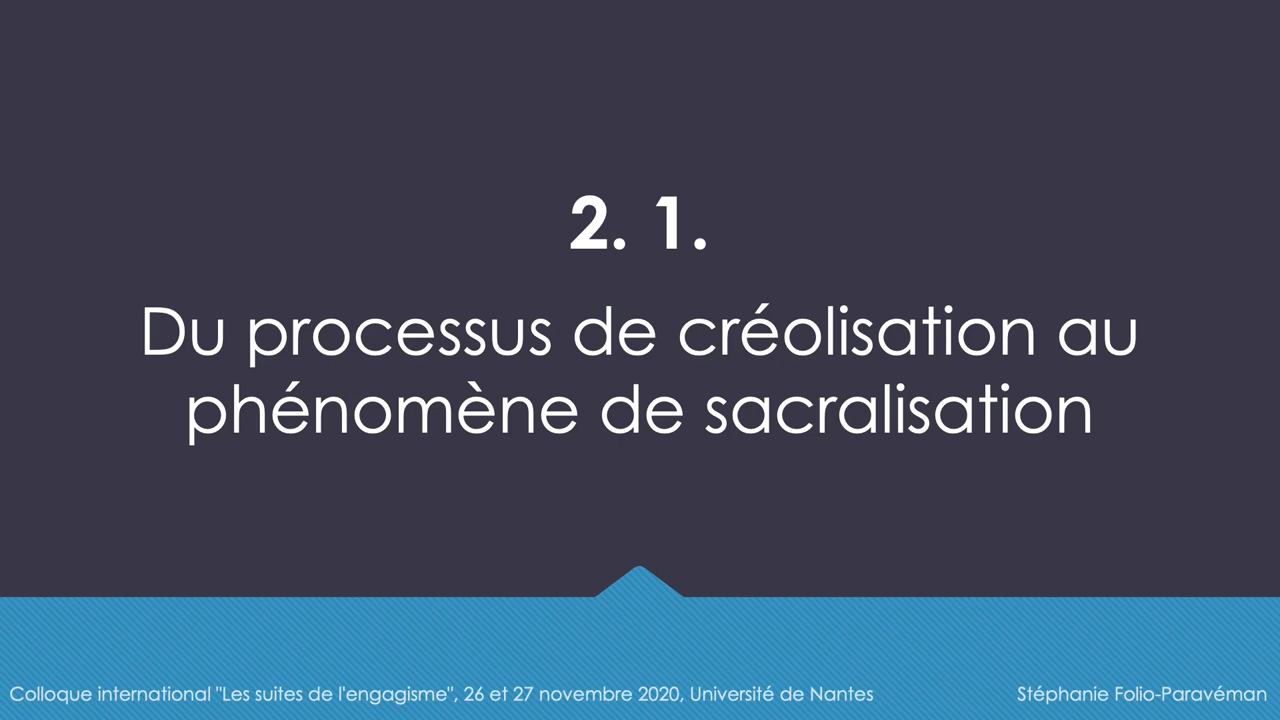 2. 1.
Du processus de créolisation au
phénomène de sacralisation
Colloque international "Les suites de l'engagisme", 26 et 27 novembre 2020, Université de Nantes
Stéphanie Folio-Paravéman